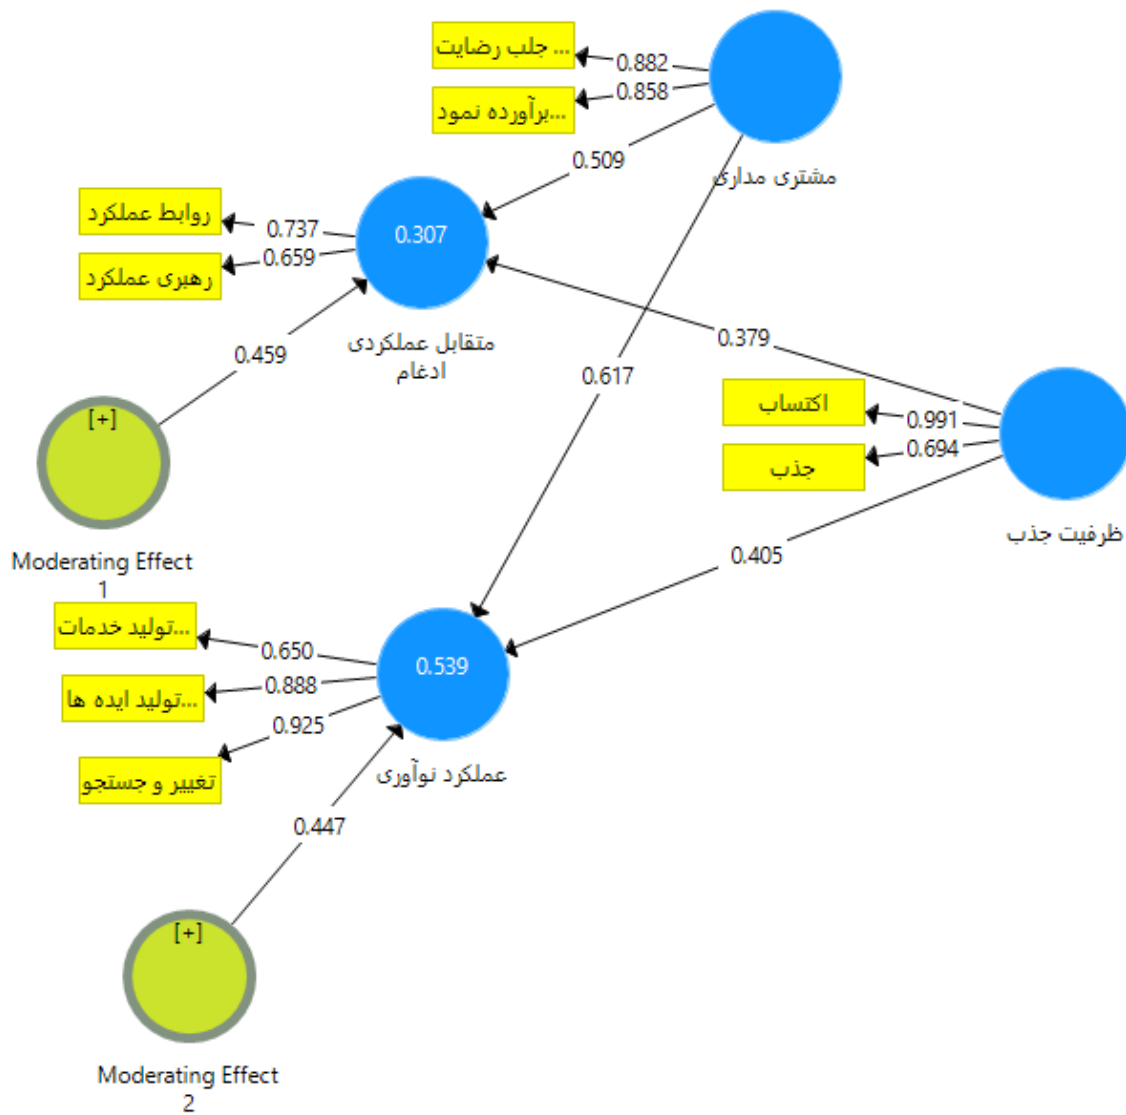 جلب رضایت ...
0.882
برآورده نمود...
0.858
مشتری مداری
0.509
روابط عملکرد
0.737
رهبری عملکرد
0.659
0.307
متقابل عملکردی
ادغام
0.459
[+]
Moderating Effect
1
0.379
0.617
اکتساب
0.991
جذب
0.694
ظرفیت جذب
0.405
تولید خدمات...
0.650
تولید ایده ها...
0.888
تغییر و جستجو
0.925
0.539
عملکرد نوآوری
0.447
[+]
Moderating Effect
2